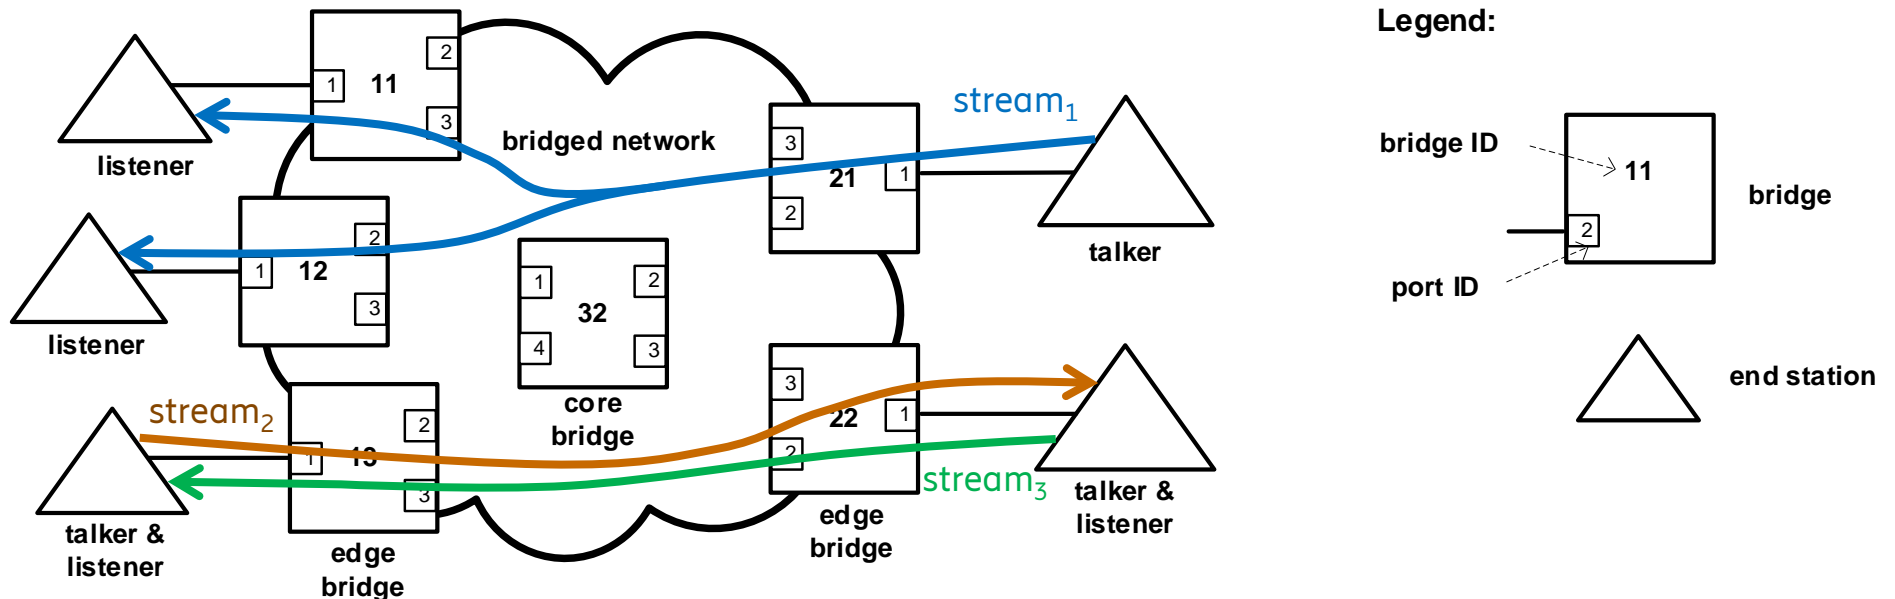 Legend:
2
1
11
3
stream₁
bridged network
listener
3
21
1
2
talker
bridge ID
11
2
bridge
port ID
2
1
12
3
listener
1
2
32
4
3
core
bridge
end station
stream₂
2
1
13
3
talker &
listener
edge
bridge
3
22
1
2
stream₃
talker &
listener
edge
bridge